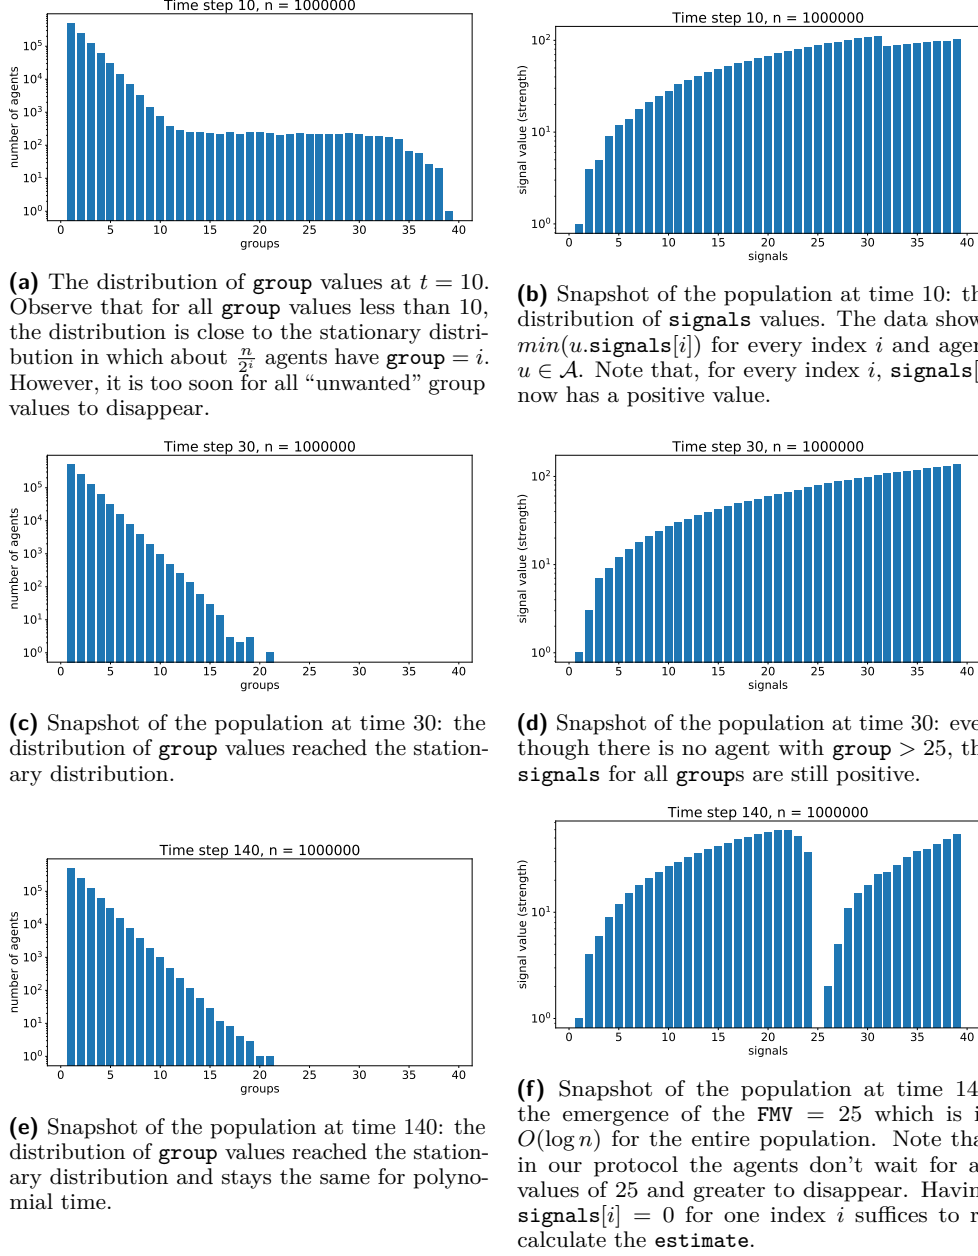 Time step 10, n = 1000000
number of agents
10^5
10^4
10^3
10^2
10^1
10^0
0 5 10 15 20 25 30 35 40
groups
Time step 10, n = 1000000
signal value (strength)
10^2
10^1
10^0
0 5 10 15 20 25 30 35 40
signals
(a) The distribution of group values at t = 10.
Observe that for all group values less than 10,
the distribution is close to the stationary distri-
bution in which about n/2^i agents have group = i.
However, it is too soon for all “unwanted” group
values to disappear.
(b) Snapshot of the population at time 10: th
distribution of signals values. The data show
min(u.signals[i]) for every index i and agen
u ∈ A. Note that, for every index i, signals[
now has a positive value.
Time step 30, n = 1000000
number of agents
10^5
10^4
10^3
10^2
10^1
10^0
0 5 10 15 20 25 30 35 40
groups
Time step 30, n = 1000000
signal value (strength)
10^2
10^1
10^0
0 5 10 15 20 25 30 35 40
signals
(c) Snapshot of the population at time 30: the
distribution of group values reached the station-
ary distribution.
(d) Snapshot of the population at time 30: eve
though there is no agent with group > 25, th
signals for all groups are still positive.
Time step 140, n = 1000000
number of agents
10^5
10^4
10^3
10^2
10^1
10^0
0 5 10 15 20 25 30 35 40
groups
Time step 140, n = 1000000
signal value (strength)
10^1
10^0
0 5 10 15 20 25 30 35 40
signals
(e) Snapshot of the population at time 140: the
distribution of group values reached the station-
ary distribution and stays the same for polyno-
mial time.
(f) Snapshot of the population at time 14
the emergence of the FMV = 25 which is i
O(log n) for the entire population. Note tha
in our protocol the agents don’t wait for a
values of 25 and greater to disappear. Havin
signals[i] = 0 for one index i suffices to r
calculate the estimate.